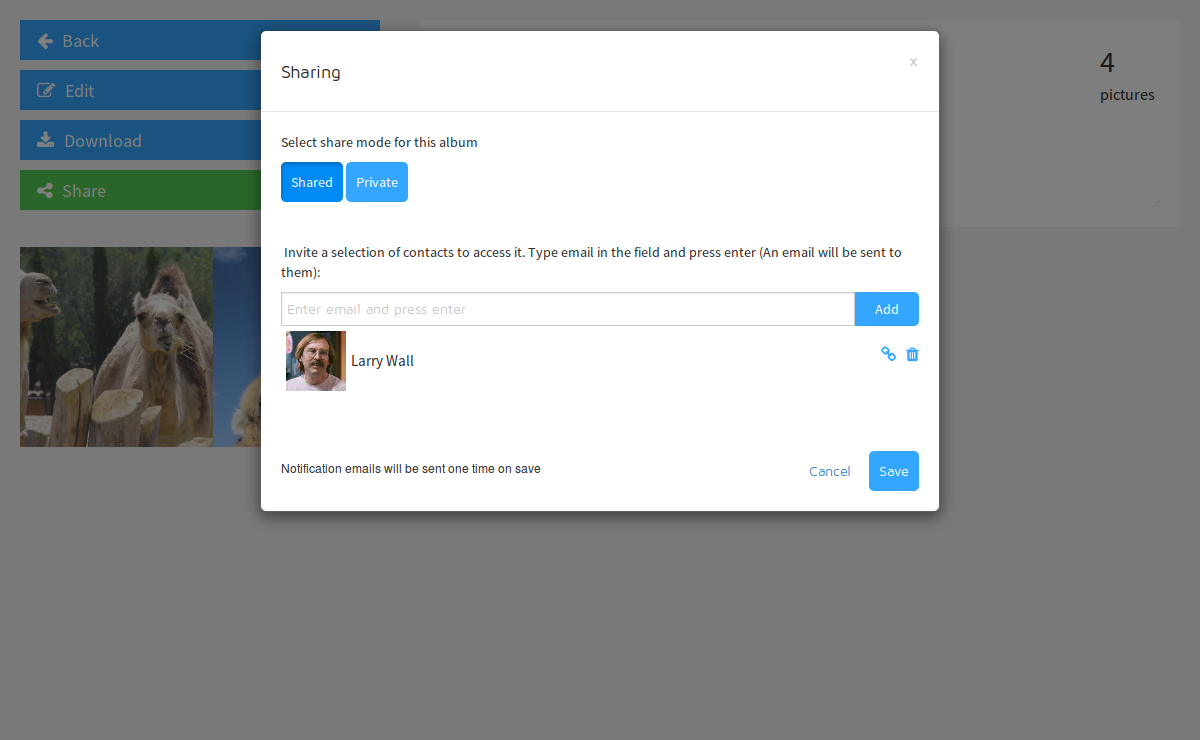 Back
Edit
Download
Share
4
pictures
Sharing
x
Select share mode for this album
Shared Private
Invite a selection of contacts to access it. Type email in the field and press enter (An email will be sent to
them):
Enter email and press enter Add
Larry Wall
Notification emails will be sent one time on save Cancel Save